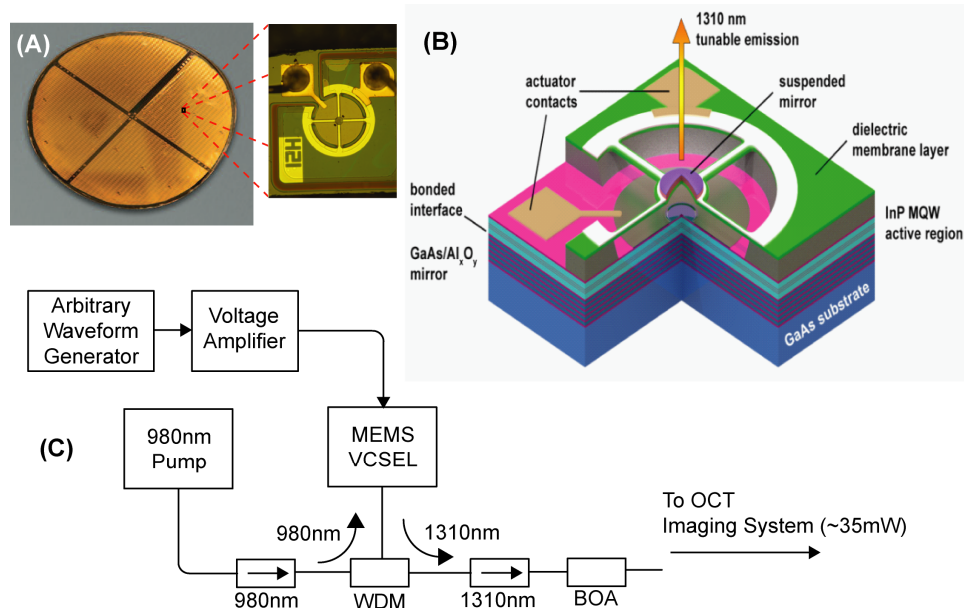 (A)
12H
(B)
1310 nm
tunable emission
actuator
contacts
suspended
mirror
dielectric
membrane layer
bonded
interface
InP MQW
active region
GaAs/AlxOy
mirror
GaAs substrate
Arbitrary
Waveform
Generator
Voltage
Amplifier
(C)
980nm
Pump
MEMS
VCSEL
980nm
1310nm
To OCT
Imaging System (~35mW)
980nm
WDM
1310nm
BOA